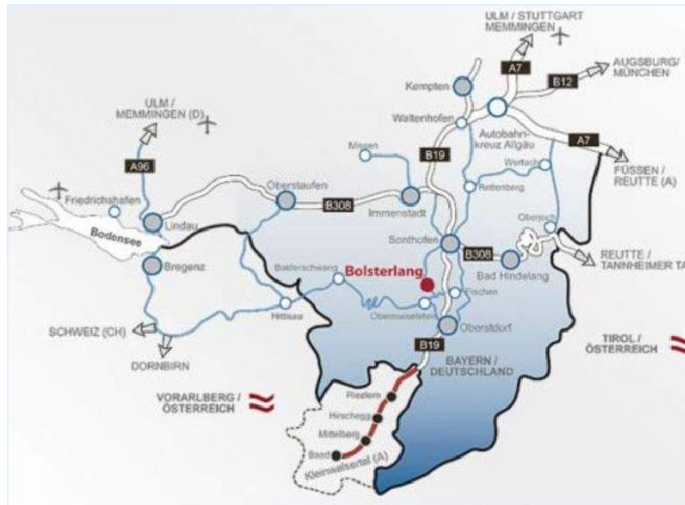 ULM / STUTTGART
MEMMINGEN
A7
B12
AUGSBURG/
MÜNCHEN
Kempten
Waltenhofen
Autobahn-
kreuz Allgäu
A7
FÜSSEN /
REUTTE (A)
ULM /
MEMMINGEN (D)
A96
B19
Missen
Wertach
Rettenberg
Friedrichshafen
Oberstaufen
B308
Immenstadt
Oberjoch
Lindau
Bodensee
Sonthofen
B308
Bad Hindelang
REUTTE /
TANNHEIMER TA
Bregenz
Balderschwang
Bolsterlang
Fischen
Hittisau
Obermaiselstein
Oberstdorf
SCHWEIZ (CH)
DORNBIRN
B19
BAYERN /
DEUTSCHLAND
TIROL /
ÖSTERREICH
VORARLBERG /
ÖSTERREICH
Riezlern
Hirschegg
Mittelberg
Baad
Kleinwalsertal (A)